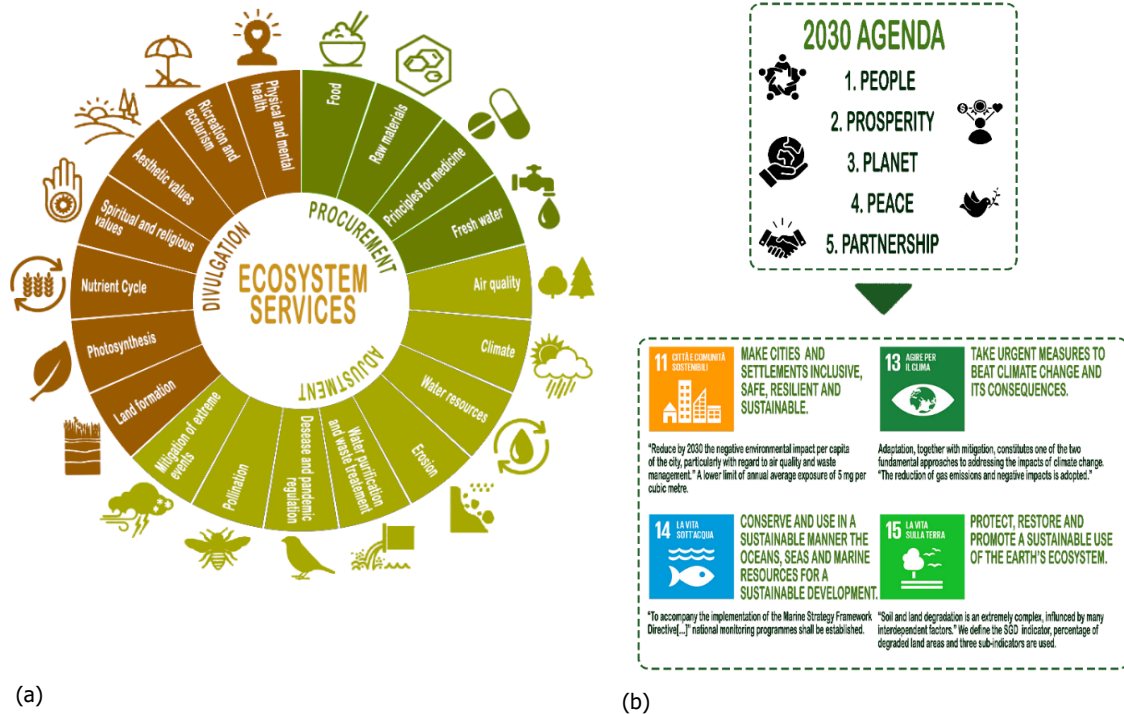 Physical and mental
health
Food
Raw materials
Principles for medicine
Fresh water
Air quality
Climate
Water resources
Erosion
Water purification
and waste treatement
Desease and pandemic
regulation
Pollination
Mitigation of extreme
events
Land formation
Photosynthesis
Nutrient Cycle
Spiritual and religious
values
Aesthetic values
Ricreation and
ecoturism
PROCUREMENT
ADJUSTMENT
DIVULGATION
ECOSYSTEM
SERVICES
(a)
2030 AGENDA
1. PEOPLE
2. PROSPERITY
3. PLANET
4. PEACE
5. PARTNERSHIP
11 CITTÀ E COMUNITÀ
SOSTENIBILI
MAKE CITIES AND
SETTLEMENTS INCLUSIVE,
SAFE, RESILIENT AND
SUSTAINABLE.
"Reduce by 2030 the negative environmental impact per capita
of the city, particularly with regard to air quality and waste
management." A lower limit of annual average exposure of 5 mg per
cubic metre.
13 AGIRE PER
IL CLIMA
TAKE URGENT MEASURES TO
BEAT CLIMATE CHANGE AND
ITS CONSEQUENCES.
Adaptation, together with mitigation, constitutes one of the two
fundamental approaches to addressing the impacts of climate change.
"The reduction of gas emissions and negative impacts is adopted."
14 LA VITA
SOTT'ACQUA
CONSERVE AND USE IN A
SUSTAINABLE MANNER THE
OCEANS, SEAS AND MARINE
RESOURCES FOR A
SUSTAINABLE DEVELOPMENT.
"To accompany the implementation of the Marine Strategy Framework
Directive[...]" national monitoring programmes shall be established.
15 LA VITA
SULLA TERRA
PROTECT, RESTORE AND
PROMOTE A SUSTAINABLE USE
OF THE EARTH'S ECOSYSTEM.
"Soil and land degradation is an extremely complex, influnced by many
interdependent factors." We define the SGD indicator, percentage of
degraded land areas and three sub-indicators are used.
(b)